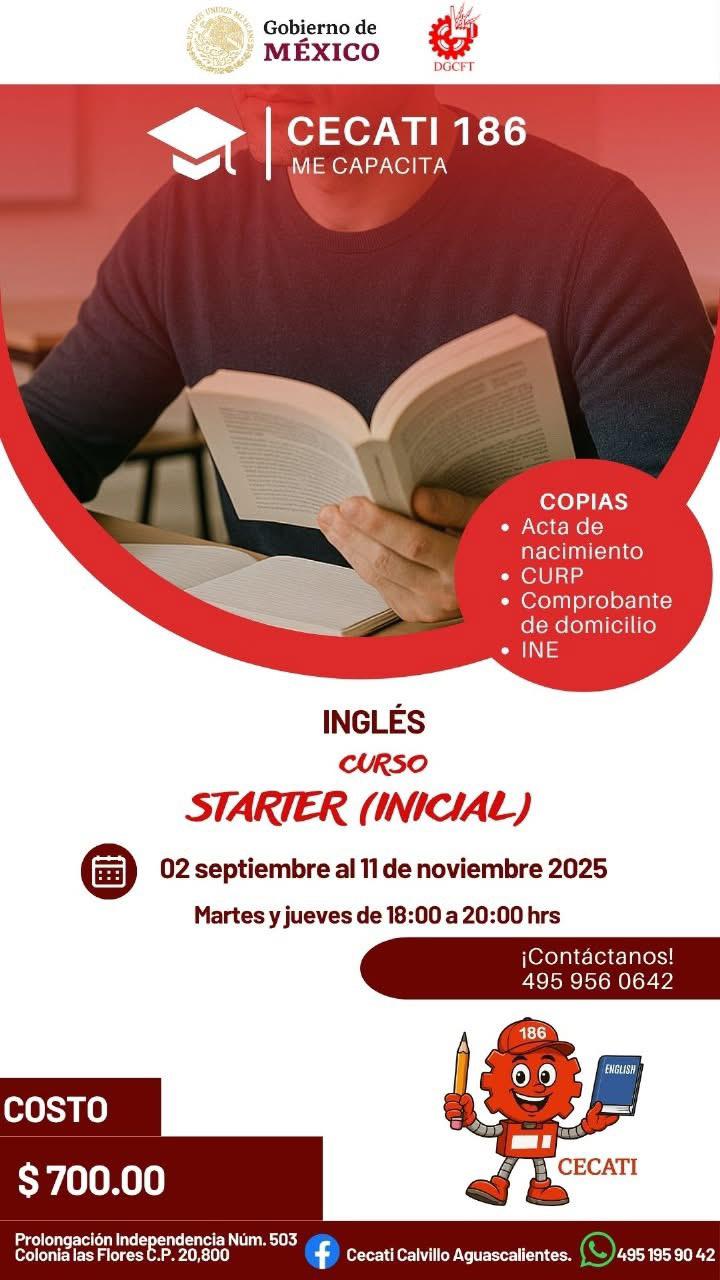 ESTADOS UNIDOS MEXICANOS
Gobierno de
MÉXICO
DGCFT
CECATI 186
ME CAPACITA
COPIAS
• Acta de
nacimiento
• CURP
• Comprobante
de domicilio
• INE
INGLÉS
CURSO
STARTER (INICIAL)
02 septiembre al 11 de noviembre 2025
Martes y jueves de 18:00 a 20:00 hrs
¡Contáctanos!
495 956 0642
186
ENGLISH
CECATI
COSTO
$ 700.00
Prolongación Independencia Núm. 503
Colonia las Flores C.P. 20,800
Cecati Calvillo Aguascalientes.
495 195 90 42